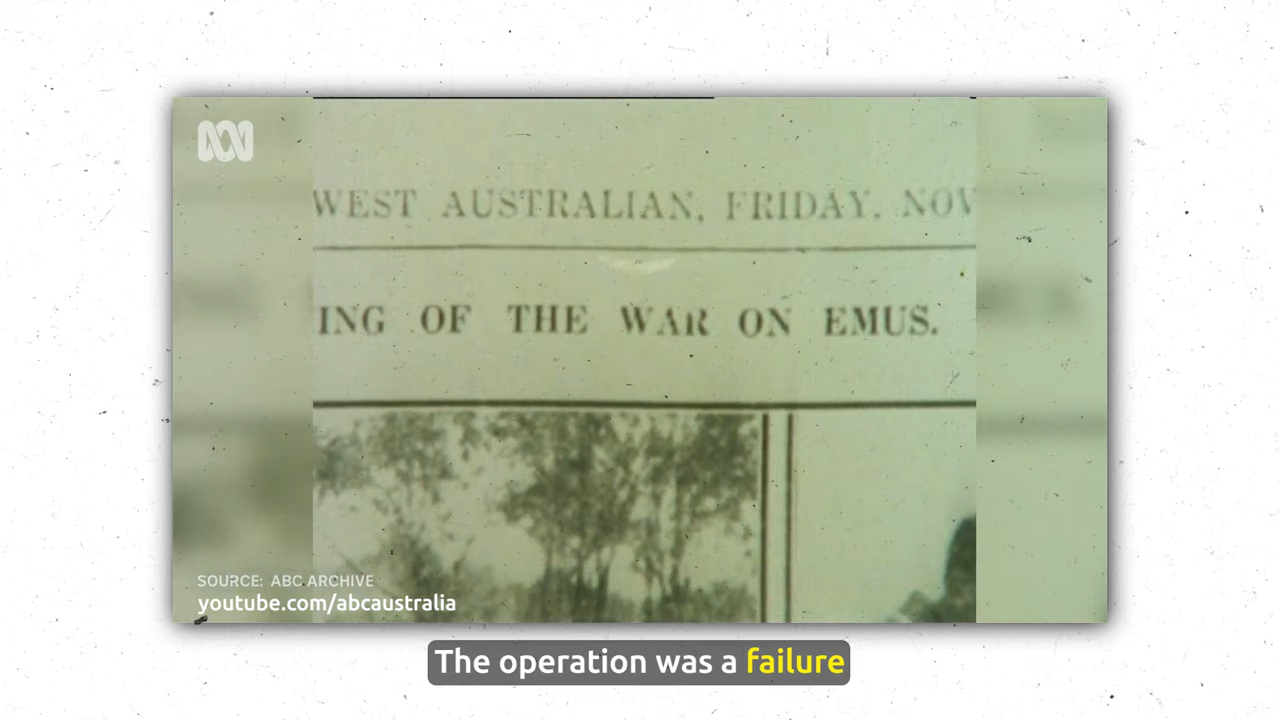 WEST AUSTRALIAN, FRIDAY, NOV
ING OF THE WAR ON EMUS.
SOURCE: ABC ARCHIVE
youtube.com/abcaustralia
The operation was a failure